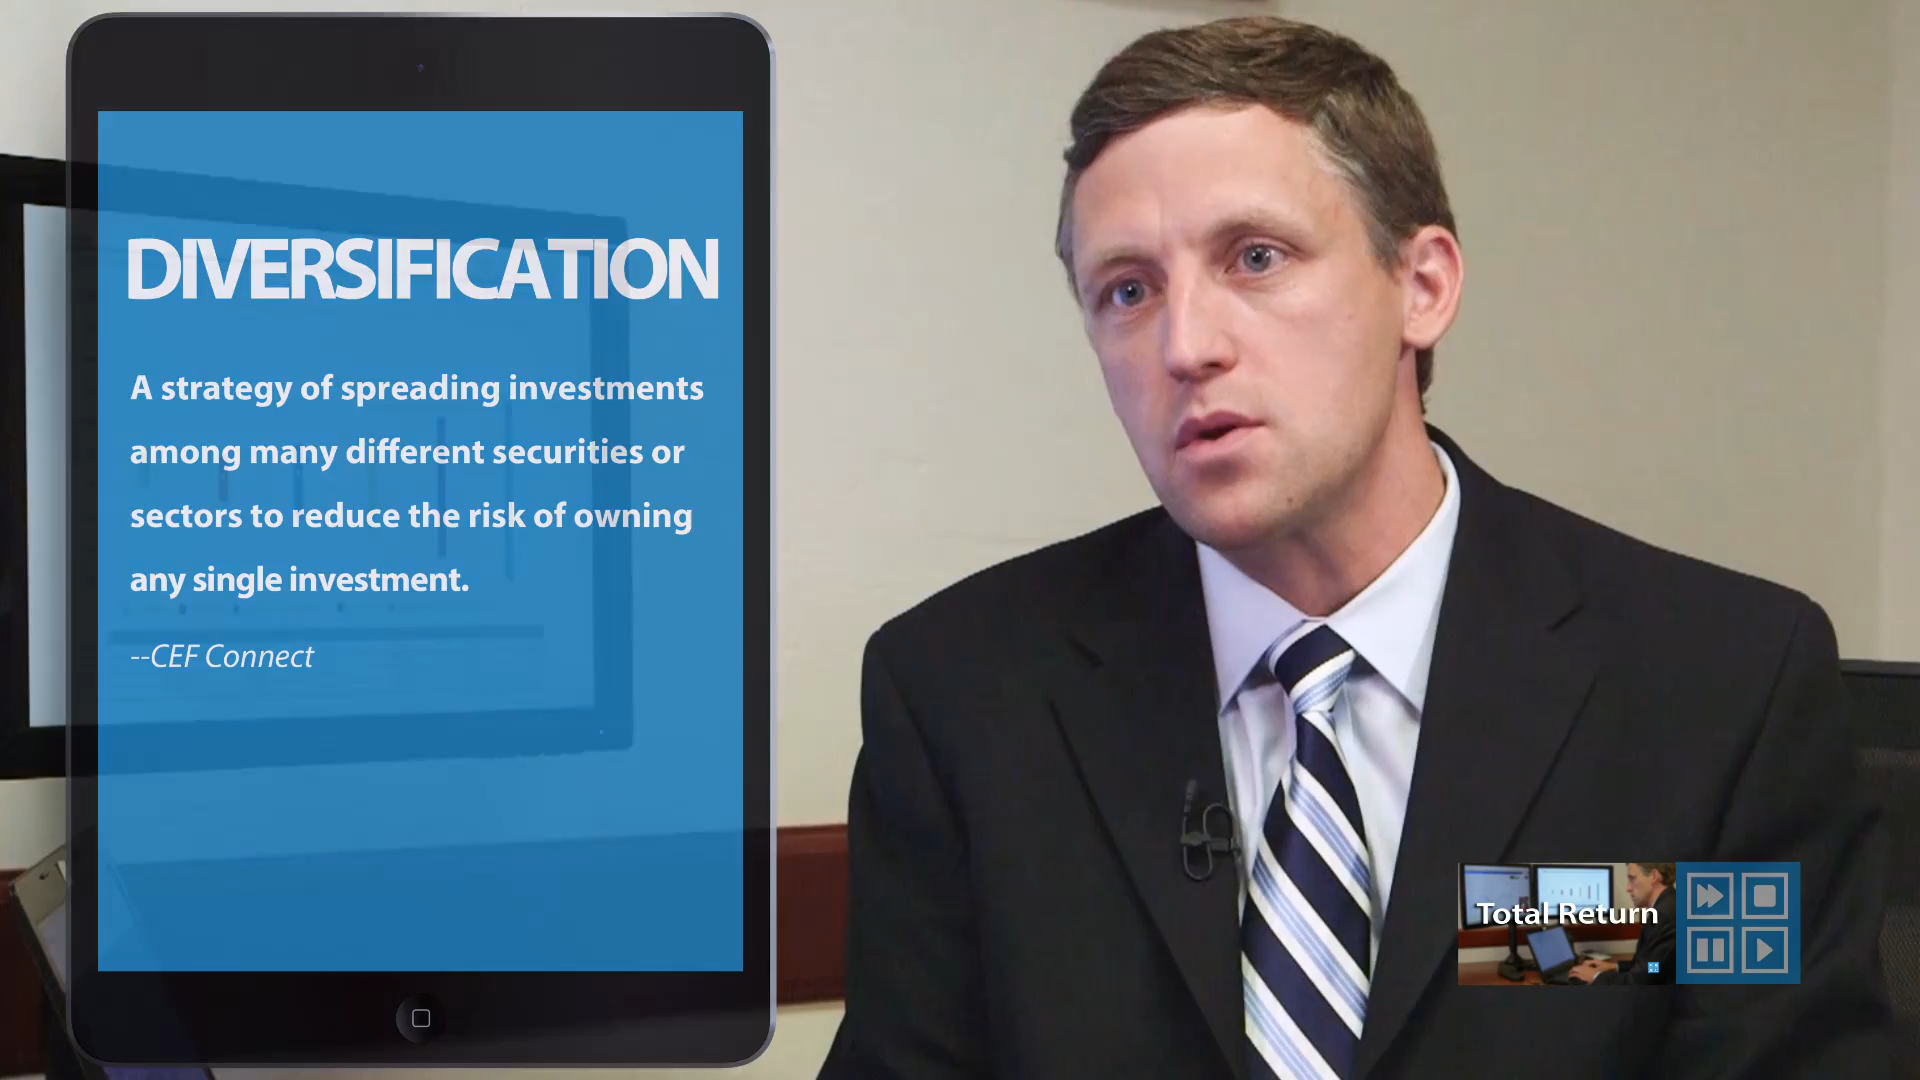 DIVERSIFICATION
A strategy of spreading investments
among many different securities or
sectors to reduce the risk of owning
any single investment.
--CEF Connect
Total Return